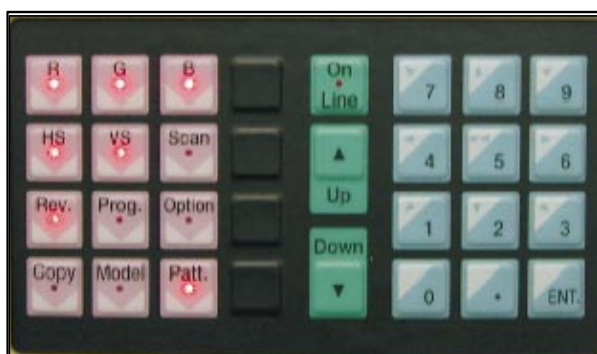 R G B On Line 7 8 9
HS VS Scan ▲ 4 5 6
Rev. Prog. Option Up 1 2 3
Copy Model Patt. Down ▼ 0 . ENT.